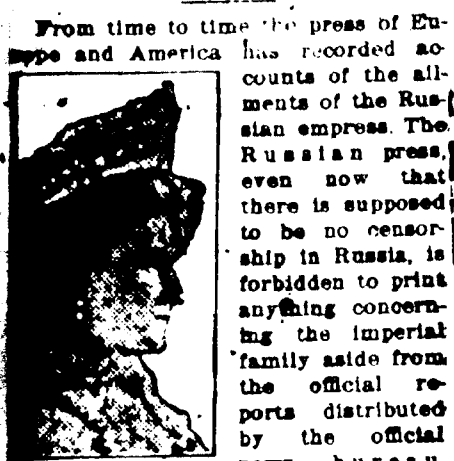 From time to time the press of Eu-
rope and America has recorded ac-
counts of the ail-
ments of the Rus-
sian empress. The
Russian press,
even now that
there is supposed
to be no censor-
ship in Russia, is
forbidden to print
anything concern-
ing the imperial
family aside from
the official re-
ports distributed
by the official
news bureau.